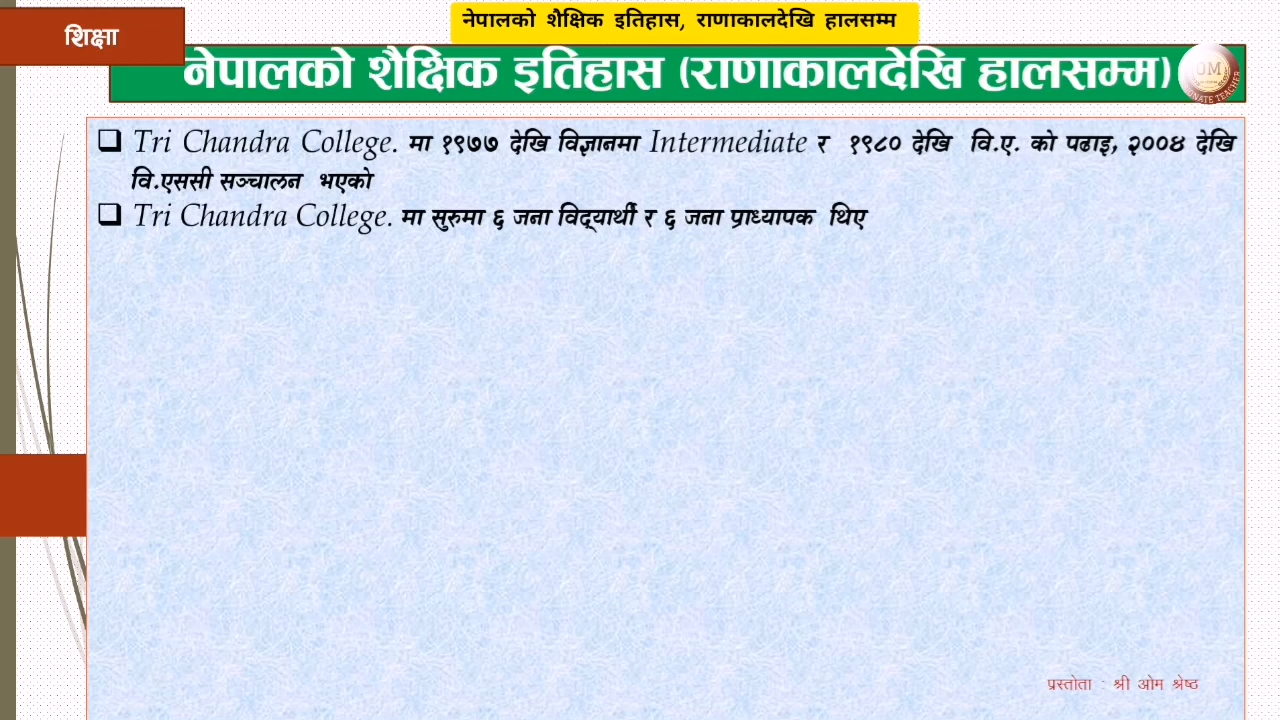 नेपालको शैक्षिक इतिहास, राणाकालदेखि हालसम्म
शिक्षा
नेपालको शैक्षिक इतिहास (राणाकालदेखि हालसम्म)
OM
❑ Tri Chandra College. मा १९७७ देखि विज्ञानमा Intermediate र १९८० देखि वि.ए. को पढाइ, २००४ देखि
वि.एससी सञ्चालन भएको
❑ Tri Chandra College. मा सुरुमा ६ जना विद्यार्थी र ६ जना प्राध्यापक थिए
प्रस्तोता : श्री ओम श्रेष्ठ